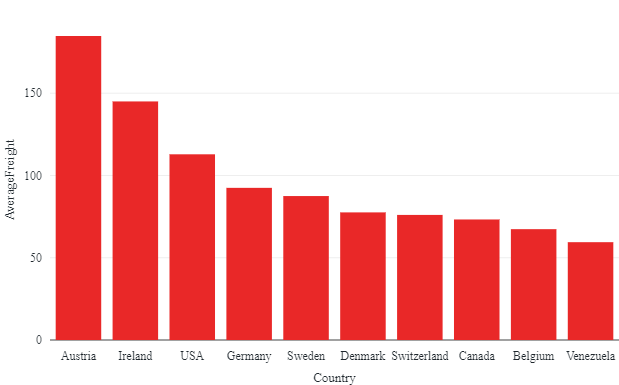 AverageFreight
150
100
50
0
Austria Ireland USA Germany Sweden Denmark Switzerland Canada Belgium Venezuela
Country